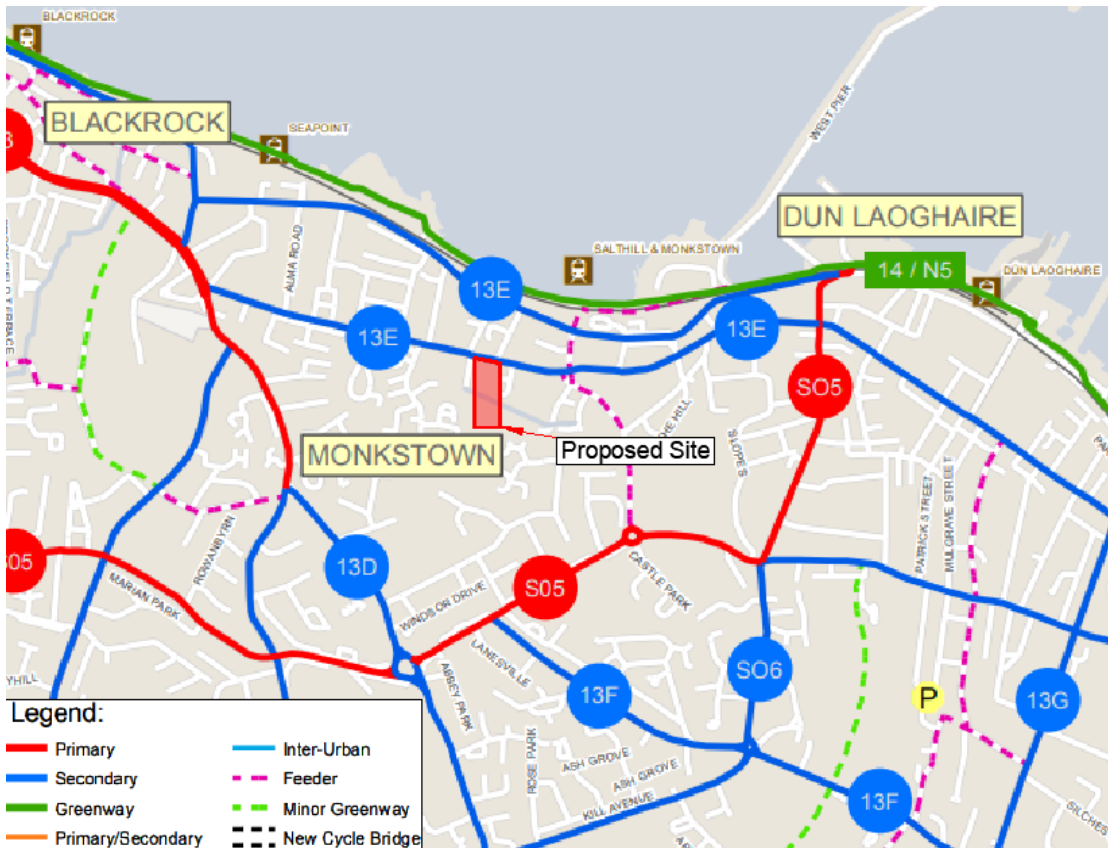 BLACKROCK
BLACKROCK
SEAPOINT
WEST PIER
DUN LAOGHAIRE
SALTHILL & MONKSTOWN
14 / N5
DUN LAOGHAIRE
ALMA ROAD
13E
13E
13E
SO5
Proposed Site
MONKSTOWN
SLOPES
PATRICK STREET
MULGRAVE STREET
ROWANBYRN
13D
S05
CASTLE PARK
MARIAN PARK
WINDSOR DRIVE
LANESVILLE
ABBEY PARK
13F
SO6
P
13G
ROSE PARK
ASH GROVE
ASH GROVE
KILL AVENUE
13F
Legend:
Primary
Inter-Urban
Secondary
Feeder
Greenway
Minor Greenway
Primary/Secondary
New Cycle Bridge